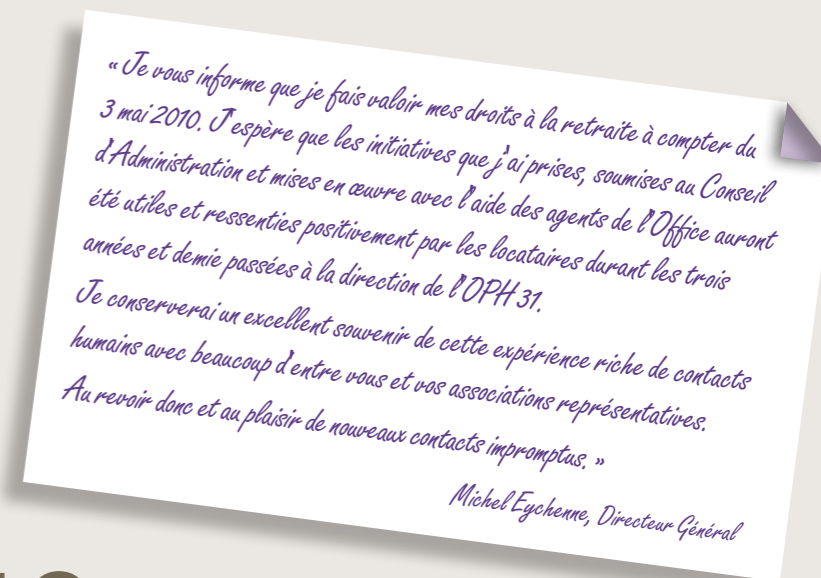 « Je vous informe que je fais valoir mes droits à la retraite à compter du
3 mai 2010. J'espère que les initiatives que j'ai prises, soumises au Conseil
d'Administration et mises en œuvre avec l'aide des agents de l'Office auront
été utiles et ressenties positivement par les locataires durant les trois
années et demie passées à la direction de l'OPH 31.
Je conserverai un excellent souvenir de cette expérience riche de contacts
humains avec beaucoup d'entre vous et vos associations représentatives.
Au revoir donc et au plaisir de nouveaux contacts impromptus. »
Michel Eychenne, Directeur Général